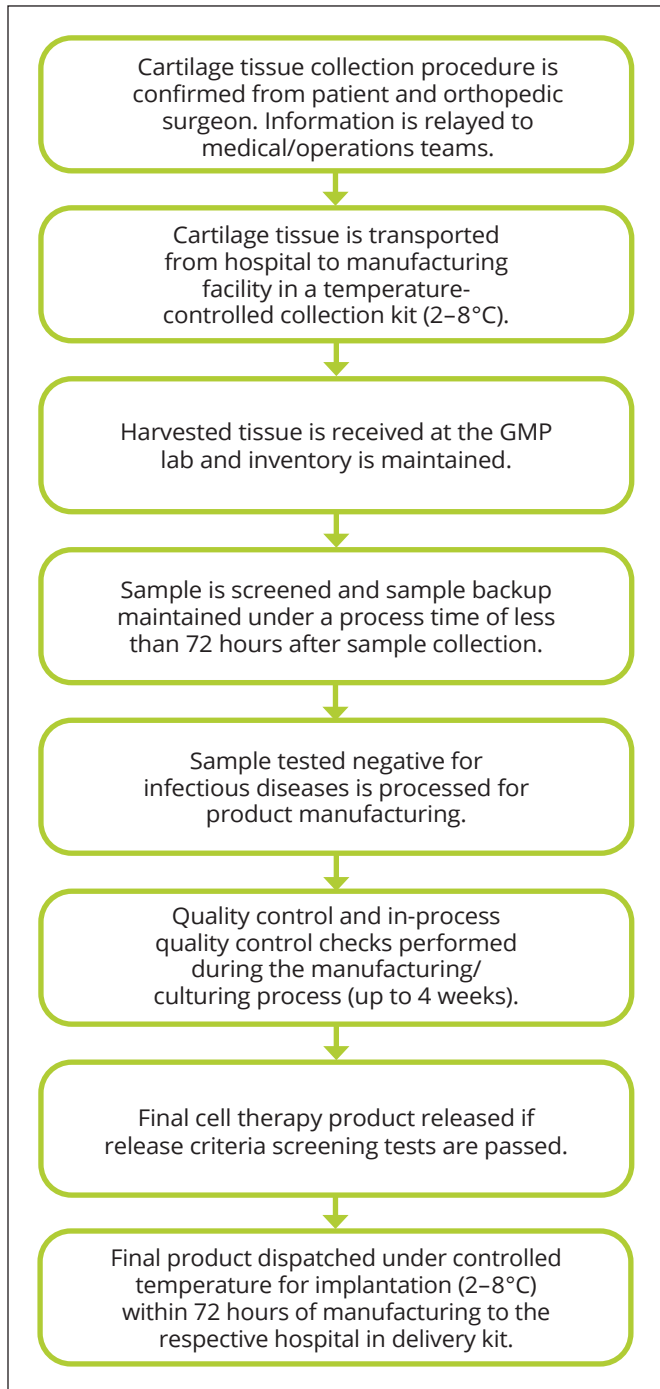 Cartilage tissue collection procedure is
confirmed from patient and orthopedic
surgeon. Information is relayed to
medical/operations teams.
Cartilage tissue is transported
from hospital to manufacturing
facility in a temperature-
controlled collection kit (2–8°C).
Harvested tissue is received at the GMP
lab and inventory is maintained.
Sample is screened and sample backup
maintained under a process time of less
than 72 hours after sample collection.
Sample tested negative for
infectious diseases is processed for
product manufacturing.
Quality control and in-process
quality control checks performed
during the manufacturing/
culturing process (up to 4 weeks).
Final cell therapy product released if
release criteria screening tests are passed.
Final product dispatched under controlled
temperature for implantation (2–8°C)
within 72 hours of manufacturing to the
respective hospital in delivery kit.